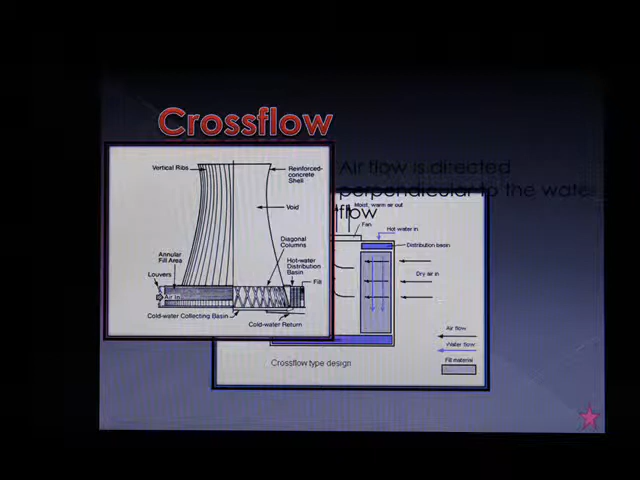 Crossflow
Air flow is directed
perpendicular to the water
flow
Vertical Ribs
Reinforced-
concrete
Shell
Void
Diagonal
Columns
Annular
Fill Area
Hot-water
Distribution
Basin
Louvers
Fill
Air In
Cold-water Collecting Basin
Cold-water Return
Moist, warm air out
Fan
Hot water in
Distribution basin
Dry air in
Air flow
Water flow
Fill material
Crossflow type design